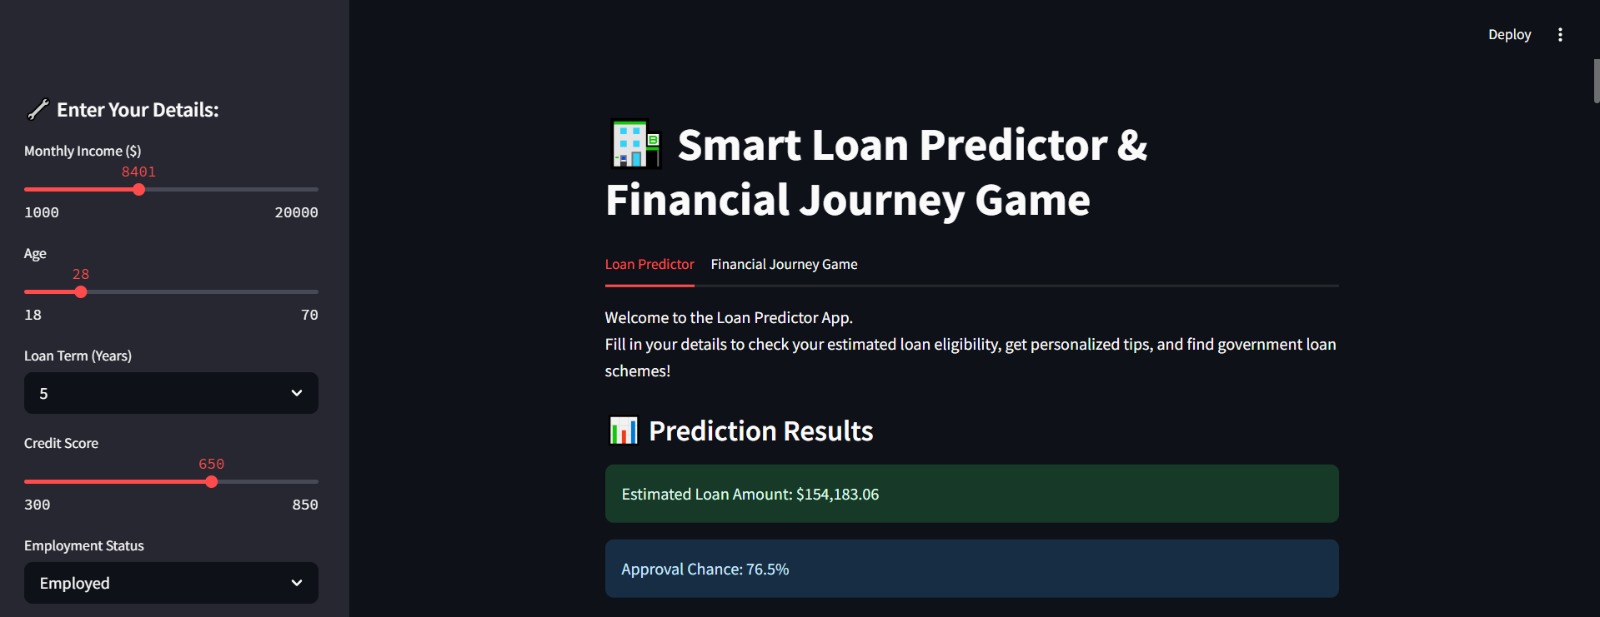 Deploy
Enter Your Details:
Monthly Income ($)
8401
1000 20000
Age
28
18 70
Loan Term (Years)
5
Credit Score
650
300 850
Employment Status
Employed
Smart Loan Predictor &
Financial Journey Game
Loan Predictor Financial Journey Game
Welcome to the Loan Predictor App.
Fill in your details to check your estimated loan eligibility, get personalized tips, and find government loan
schemes!
Prediction Results
Estimated Loan Amount: $154,183.06
Approval Chance: 76.5%